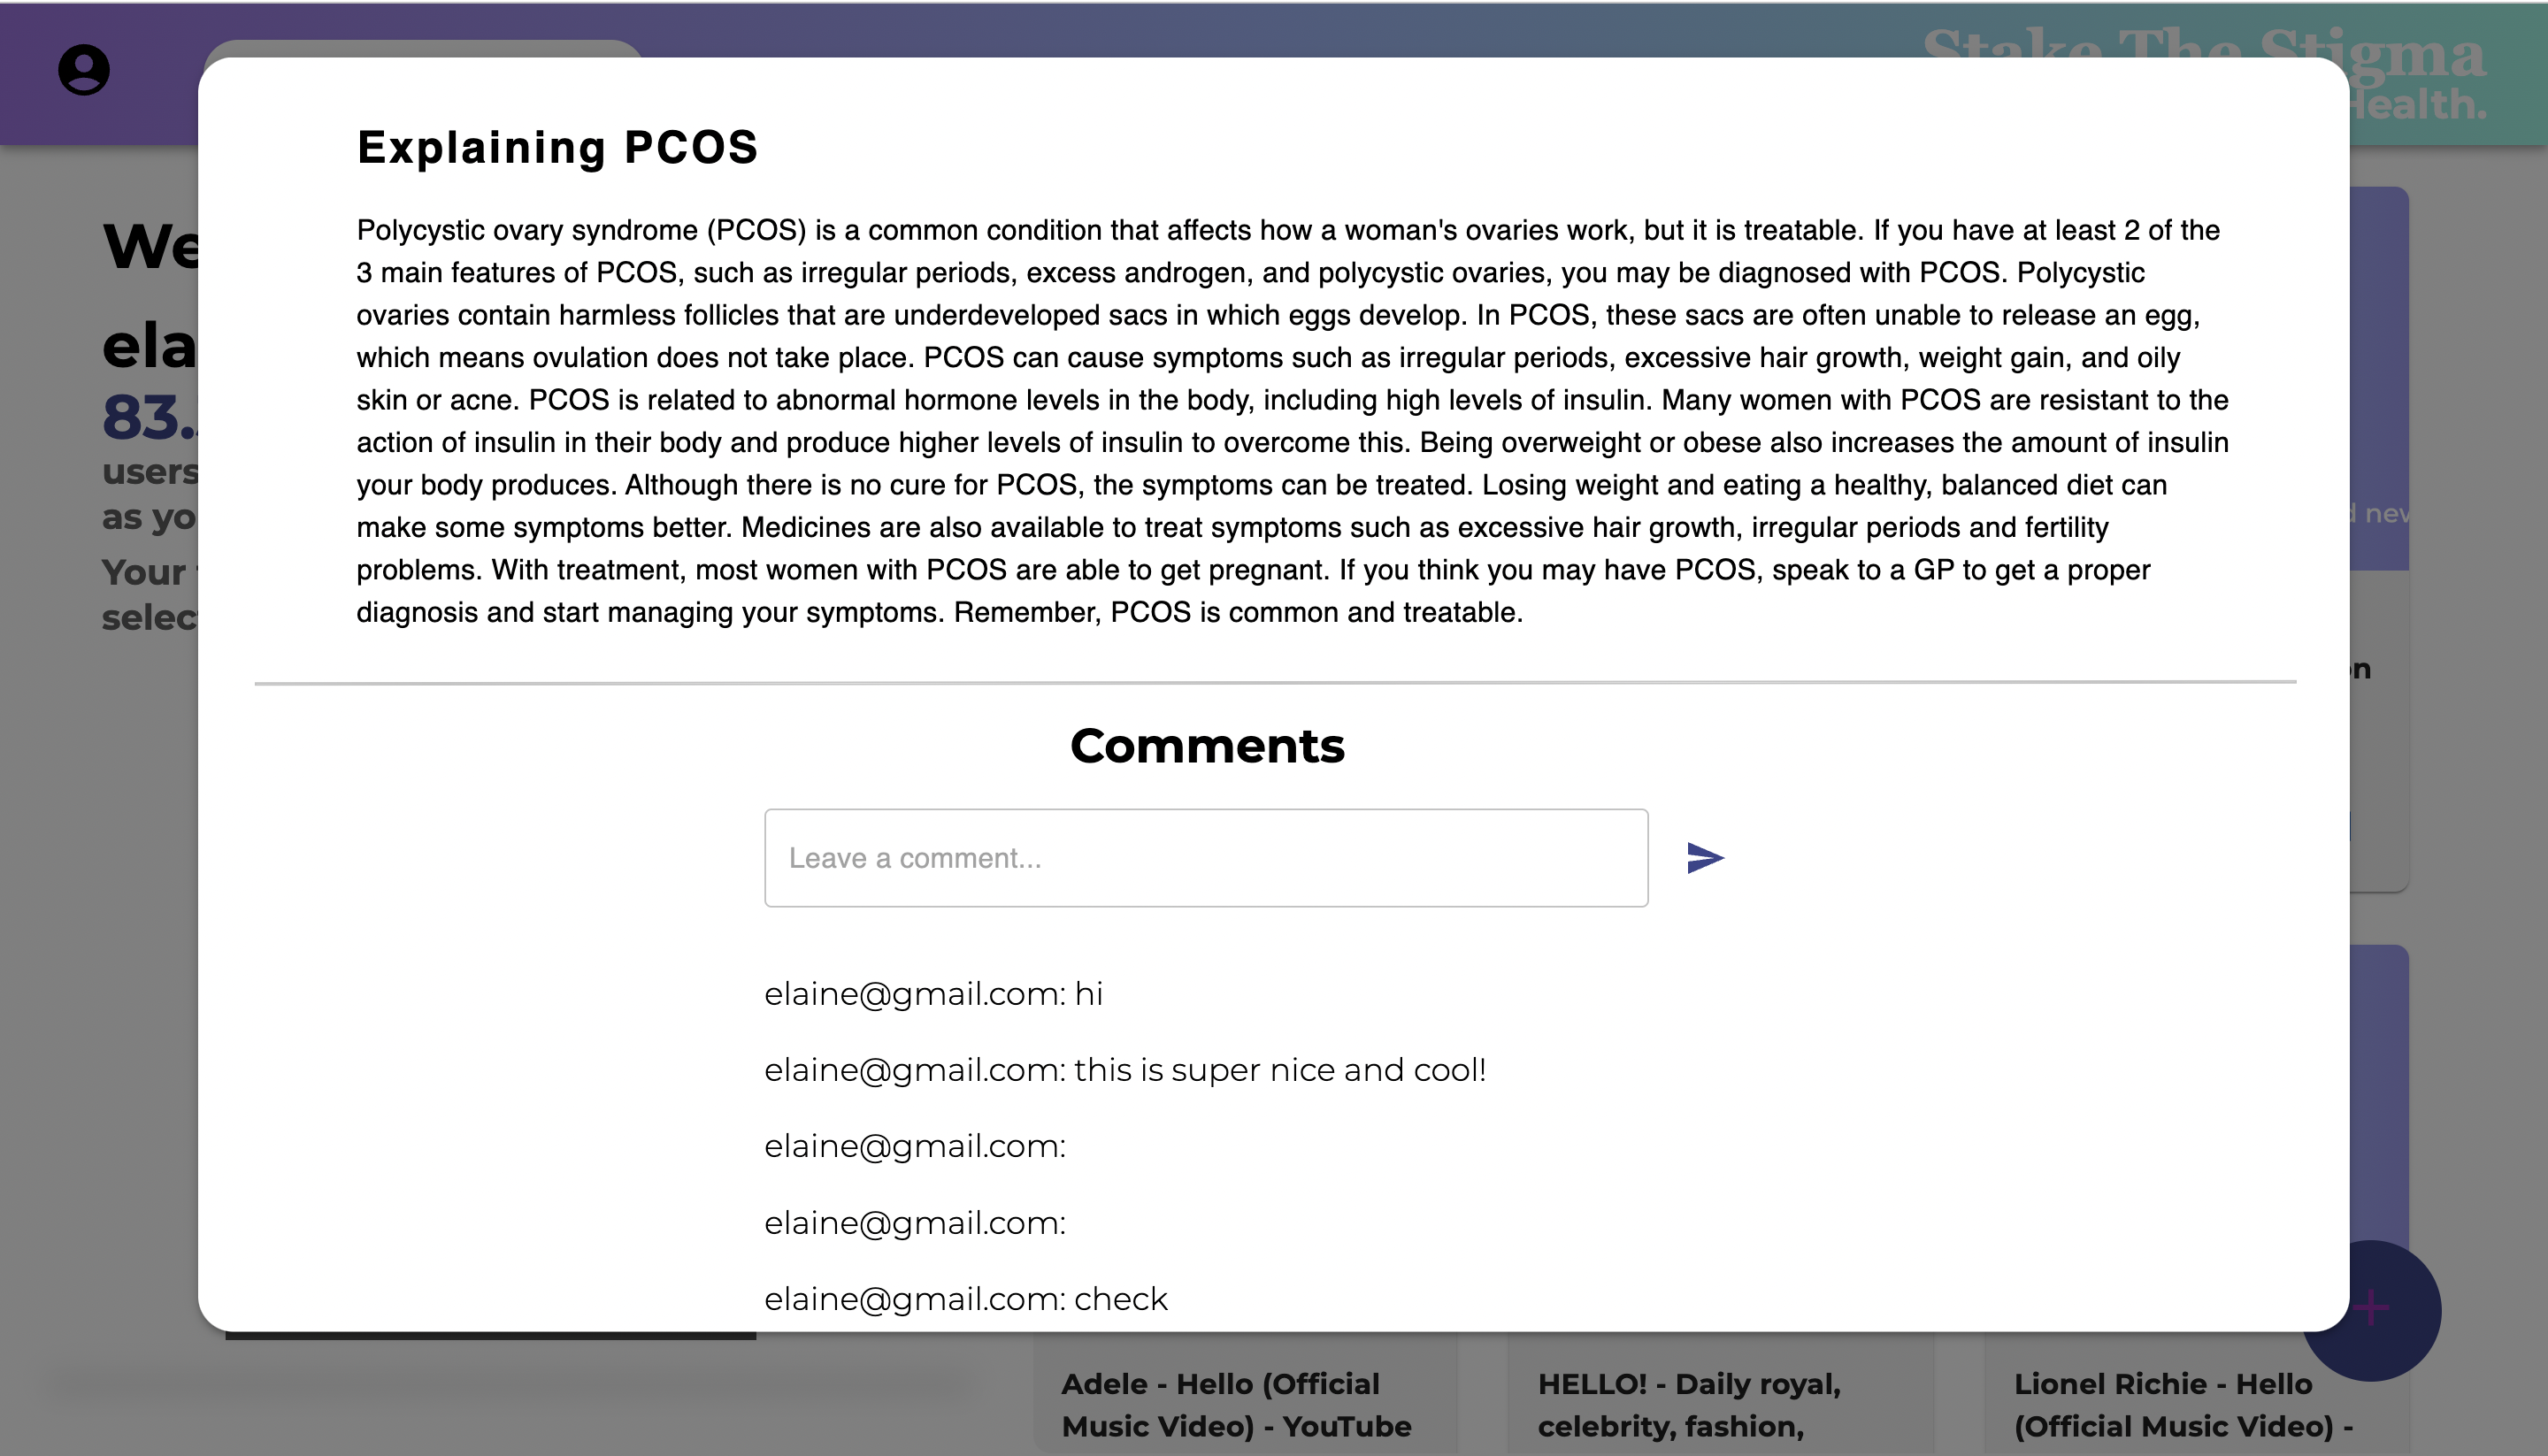 Stake The Stigma
Health.
We
ela
83.
users
as yo
Your
selec
Explaining PCOS
Polycystic ovary syndrome (PCOS) is a common condition that affects how a woman's ovaries work, but it is treatable. If you have at least 2 of the
3 main features of PCOS, such as irregular periods, excess androgen, and polycystic ovaries, you may be diagnosed with PCOS. Polycystic
ovaries contain harmless follicles that are underdeveloped sacs in which eggs develop. In PCOS, these sacs are often unable to release an egg,
which means ovulation does not take place. PCOS can cause symptoms such as irregular periods, excessive hair growth, weight gain, and oily
skin or acne. PCOS is related to abnormal hormone levels in the body, including high levels of insulin. Many women with PCOS are resistant to the
action of insulin in their body and produce higher levels of insulin to overcome this. Being overweight or obese also increases the amount of insulin
your body produces. Although there is no cure for PCOS, the symptoms can be treated. Losing weight and eating a healthy, balanced diet can
make some symptoms better. Medicines are also available to treat symptoms such as excessive hair growth, irregular periods and fertility
problems. With treatment, most women with PCOS are able to get pregnant. If you think you may have PCOS, speak to a GP to get a proper
diagnosis and start managing your symptoms. Remember, PCOS is common and treatable.
Comments
Leave a comment...
elaine@gmail.com: hi
elaine@gmail.com: this is super nice and cool!
elaine@gmail.com:
elaine@gmail.com:
elaine@gmail.com: check
Adele - Hello (Official
Music Video) - YouTube
HELLO! - Daily royal,
celebrity, fashion,
Lionel Richie - Hello
(Official Music Video) -